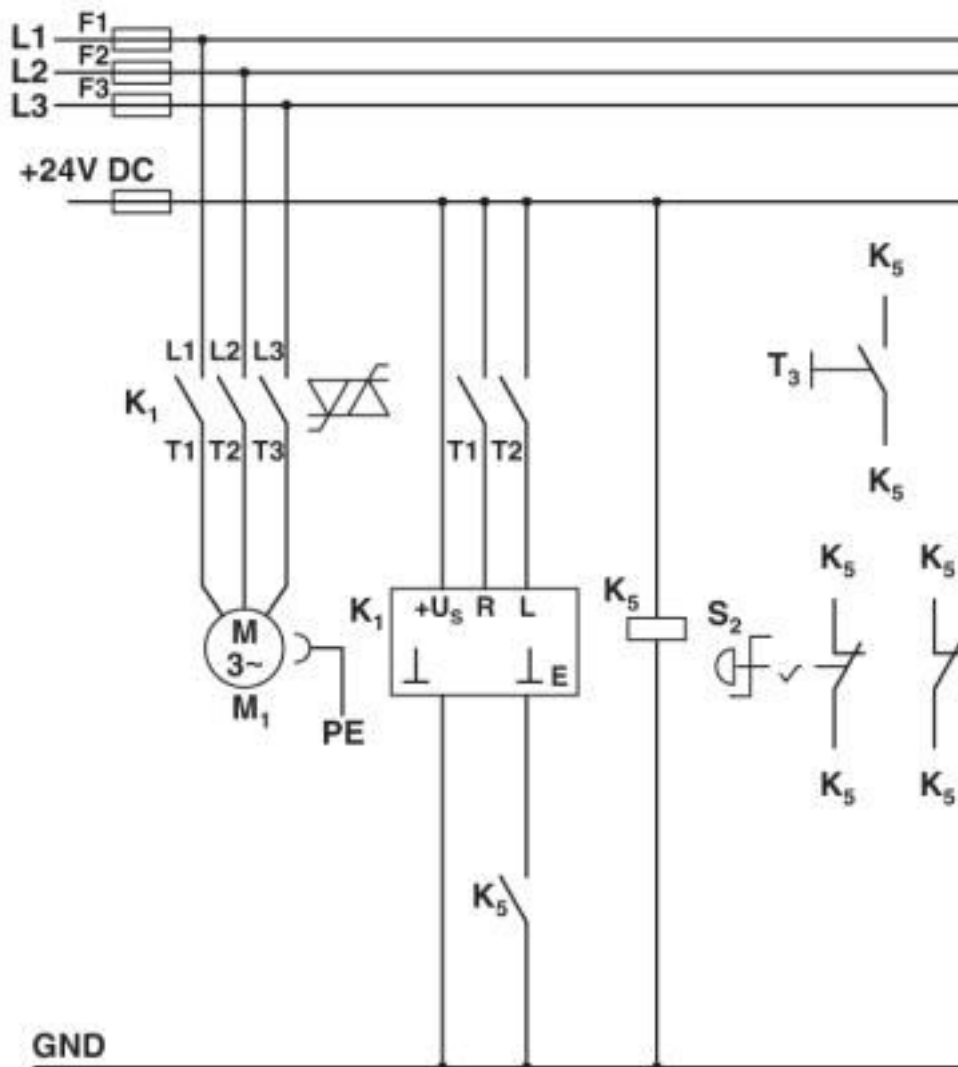 L1 F1
L2 F2
L3 F3
+24V DC
K₅
L1 L2 L3
T₃
K₁
T1 T2 T3 T1 T2
K₅
K₅ K₅
K₁ +Uₛ R L K₅ S₂
M
3~ E
M₁ PE
K₅ K₅
K₅
GND